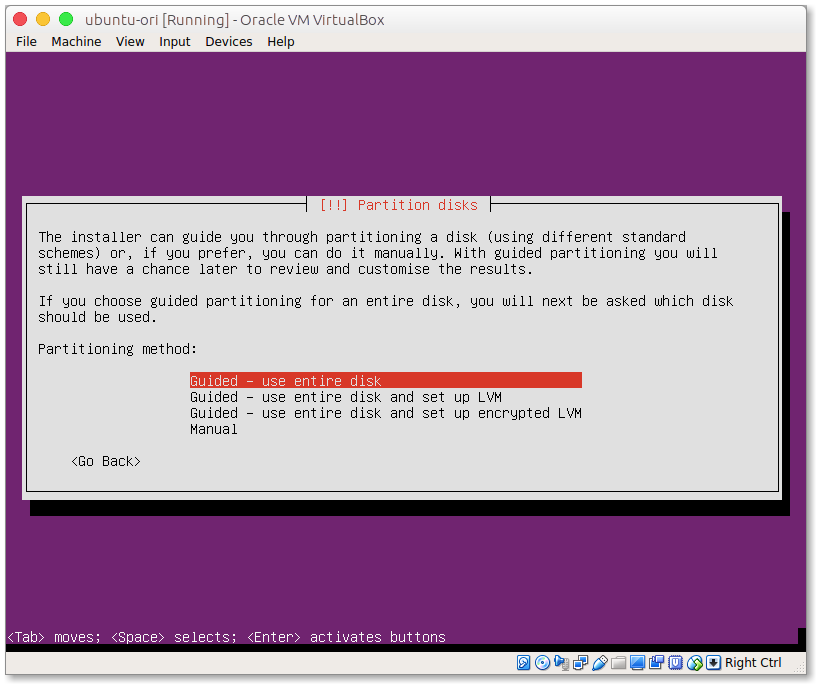 ubuntu-ori [Running] - Oracle VM VirtualBox
File Machine View Input Devices Help
[!!] Partition disks
The installer can guide you through partitioning a disk (using different standard
schemes) or, if you prefer, you can do it manually. With guided partitioning you will
still have a chance later to review and customise the results.
If you choose guided partitioning for an entire disk, you will next be asked which disk
should be used.
Partitioning method:
Guided - use entire disk
Guided - use entire disk and set up LVM
Guided - use entire disk and set up encrypted LVM
Manual
<Go Back>
<Tab> moves; <Space> selects; <Enter> activates buttons
Right Ctrl